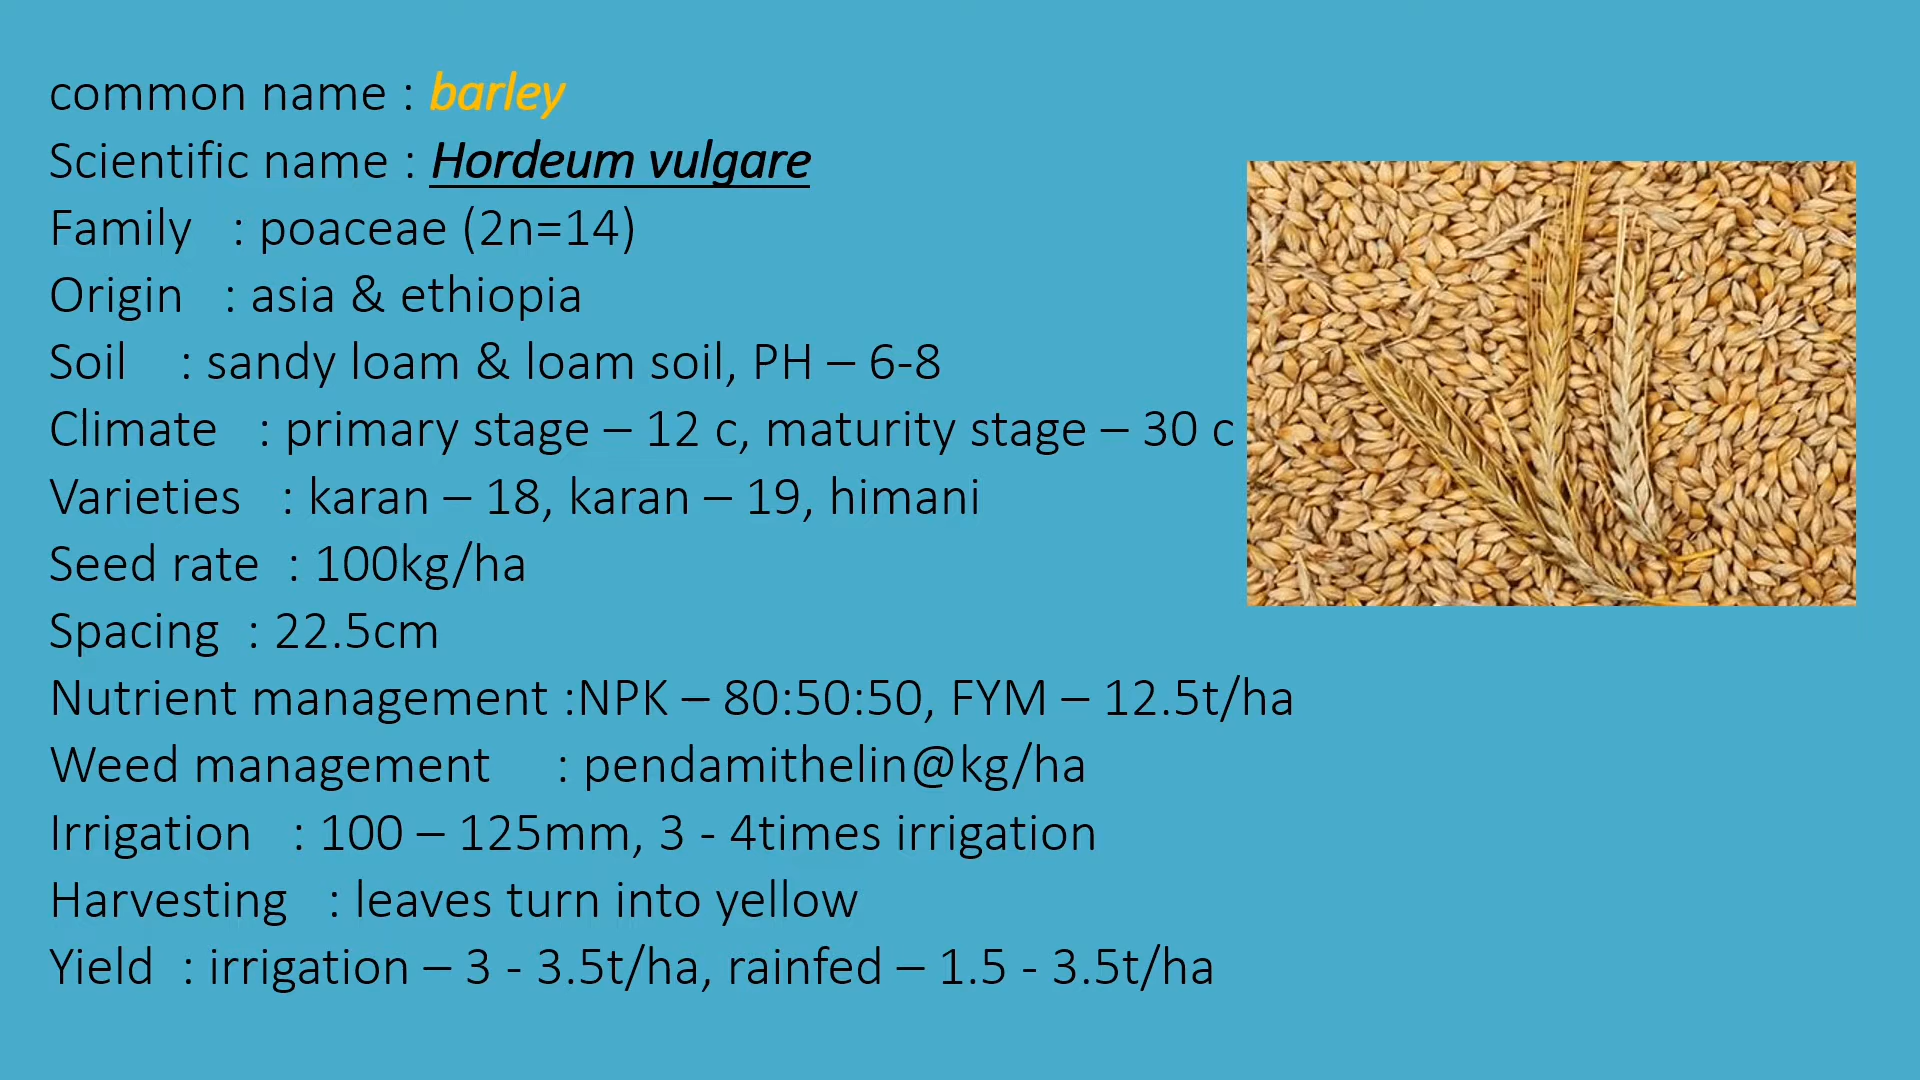 common name : barley
Scientific name : Hordeum vulgare
Family : poaceae (2n=14)
Origin : asia & ethiopia
Soil : sandy loam & loam soil, PH – 6-8
Climate : primary stage – 12 c, maturity stage – 30 c
Varieties : karan – 18, karan – 19, himani
Seed rate : 100kg/ha
Spacing : 22.5cm
Nutrient management :NPK – 80:50:50, FYM – 12.5t/ha
Weed management : pendamithelin@kg/ha
Irrigation : 100 – 125mm, 3 - 4times irrigation
Harvesting : leaves turn into yellow
Yield : irrigation – 3 - 3.5t/ha, rainfed – 1.5 - 3.5t/ha